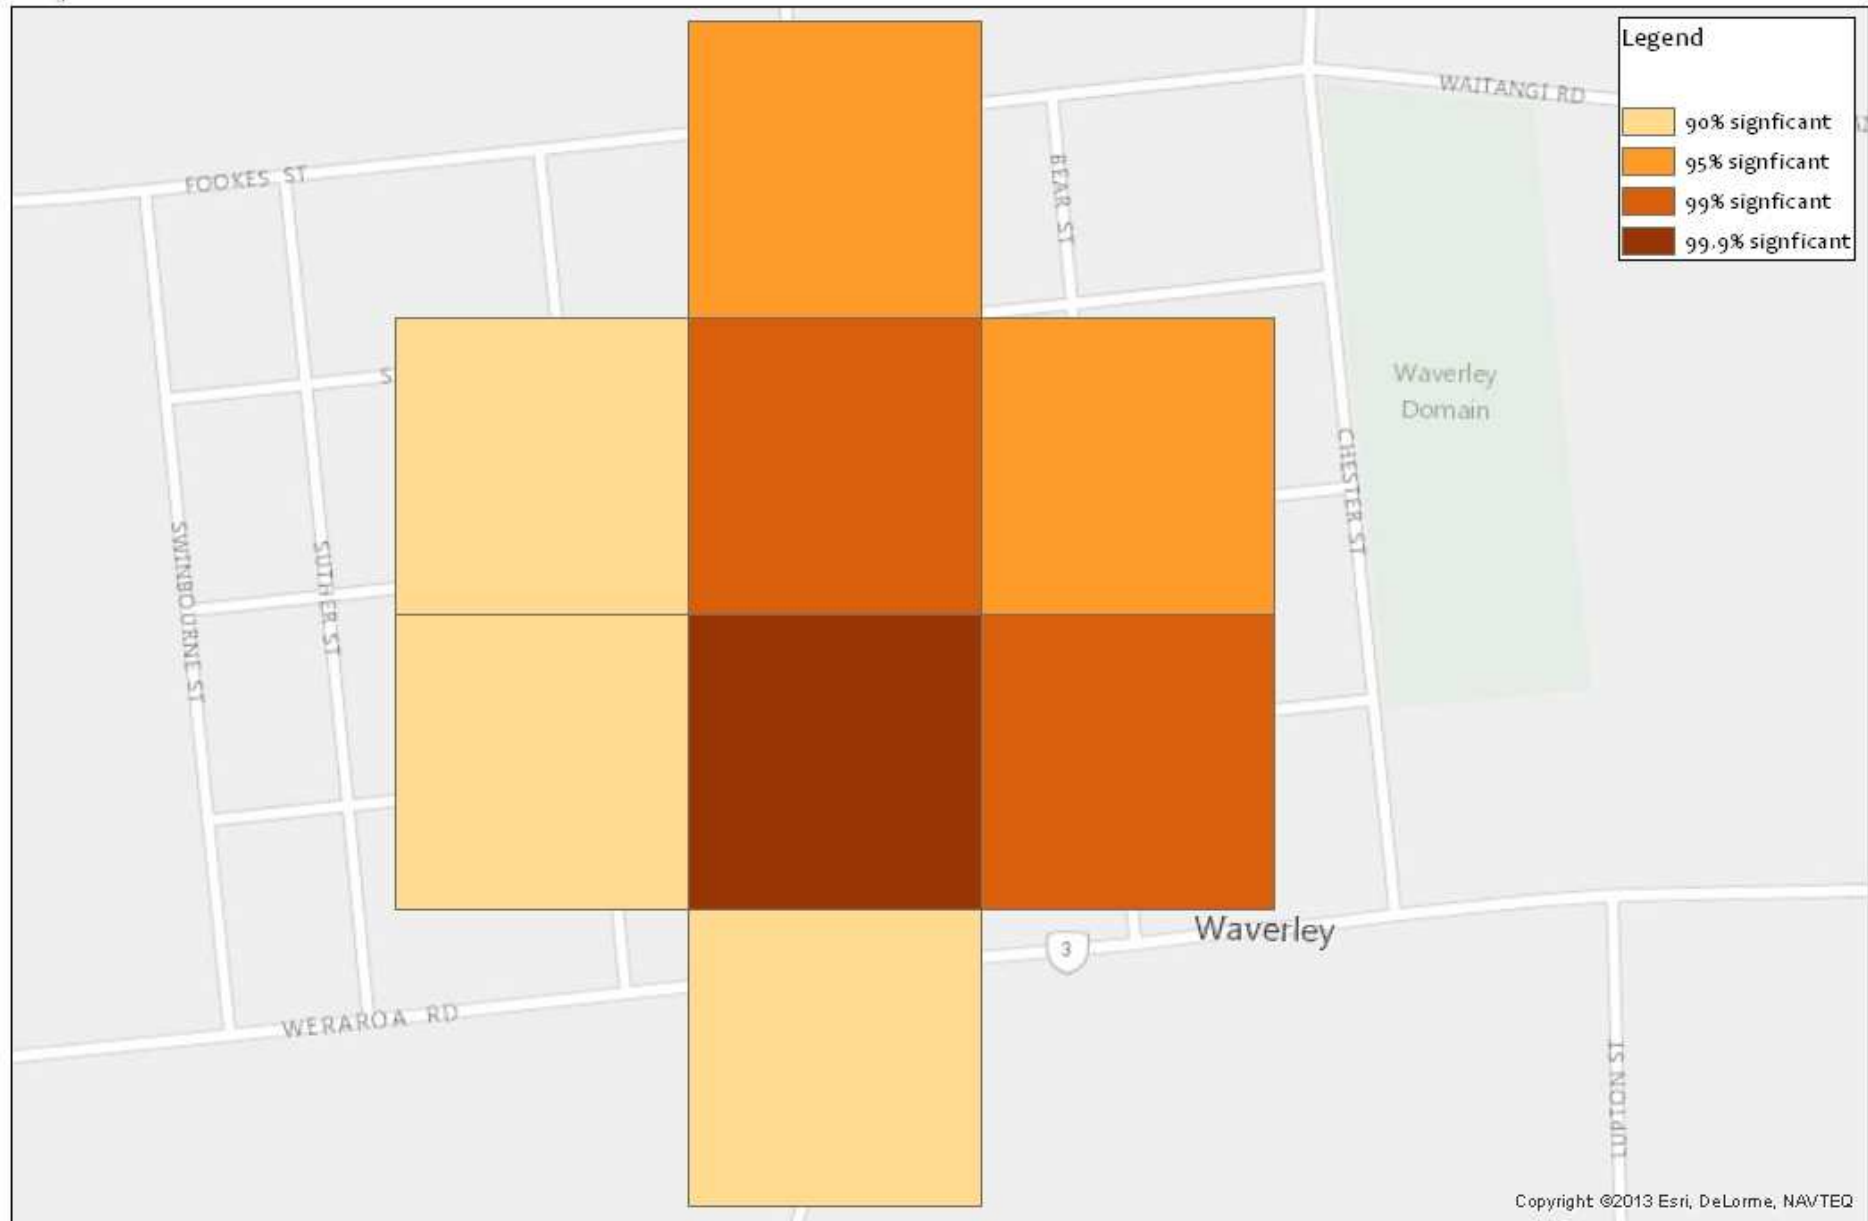 Legend
90% signficant
95% signficant
99% signficant
99.9% signficant
WAITANGI RD
FOOKES ST
BEAR ST
S
Waverley
Domain
CHESTER ST
SWINBOURNE ST
SUTHER ST
Waverley
3
WERAROA RD
LUPTON ST
Copyright ©2013 Esri, DeLorme, NAVTEQ